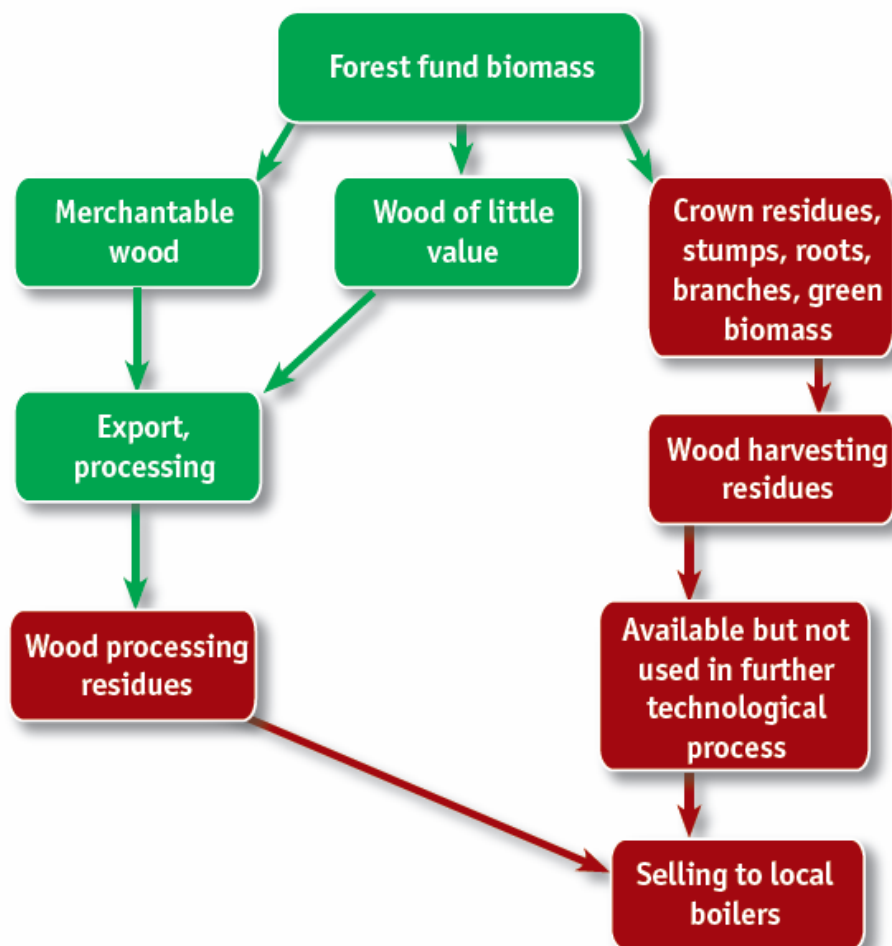 Forest fund biomass
Merchantable
wood
Wood of little
value
Crown residues,
stumps, roots,
branches, green
biomass
Export,
processing
Wood harvesting
residues
Wood processing
residues
Available but not
used in further
technological
process
Selling to local
boilers